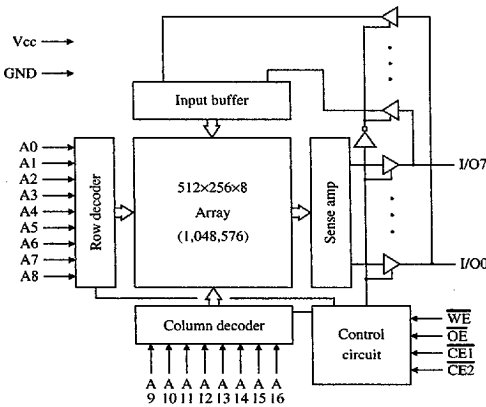 Vcc
GND
Input buffer
A0
A1
A2
A3
A4
A5
A6
A7
A8
Row decoder
512×256×8
Array
(1,048,576)
Sense amp
I/O7
I/O0
Column decoder
Control
circuit
WE
OE
CE1
CE2
A A A A A A A A
9 10 11 12 13 14 15 16